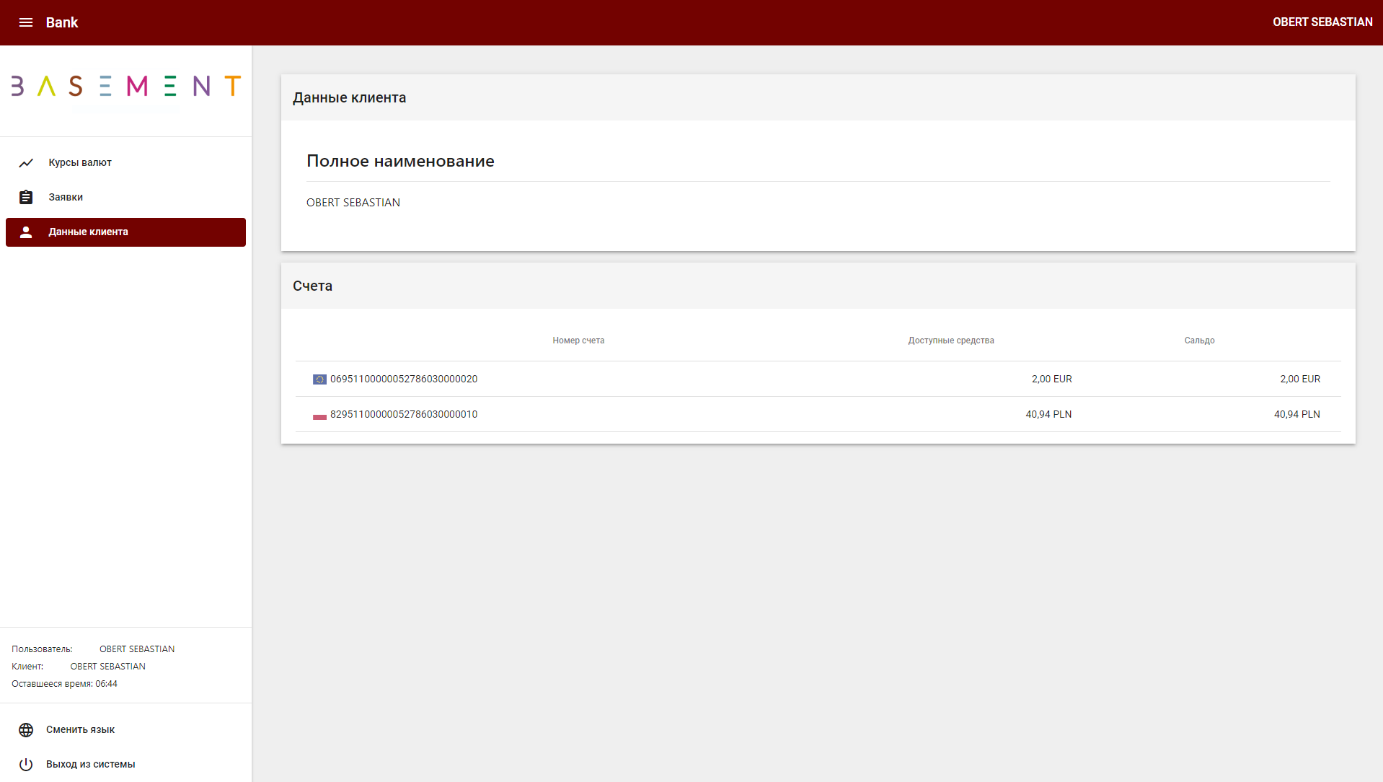 Bank
OBERT SEBASTIAN
BASEMENT
Курсы валют
Заявки
Данные клиента
Данные клиента
Полное наименование
OBERT SEBASTIAN
Счета
Номер счета Доступные средства Сальдо
06951100000052786030000020 2,00 EUR 2,00 EUR
82951100000052786030000010 40,94 PLN 40,94 PLN
Пользователь: OBERT SEBASTIAN
Клиент: OBERT SEBASTIAN
Оставшееся время: 06:44
Сменить язык
Выход из системы